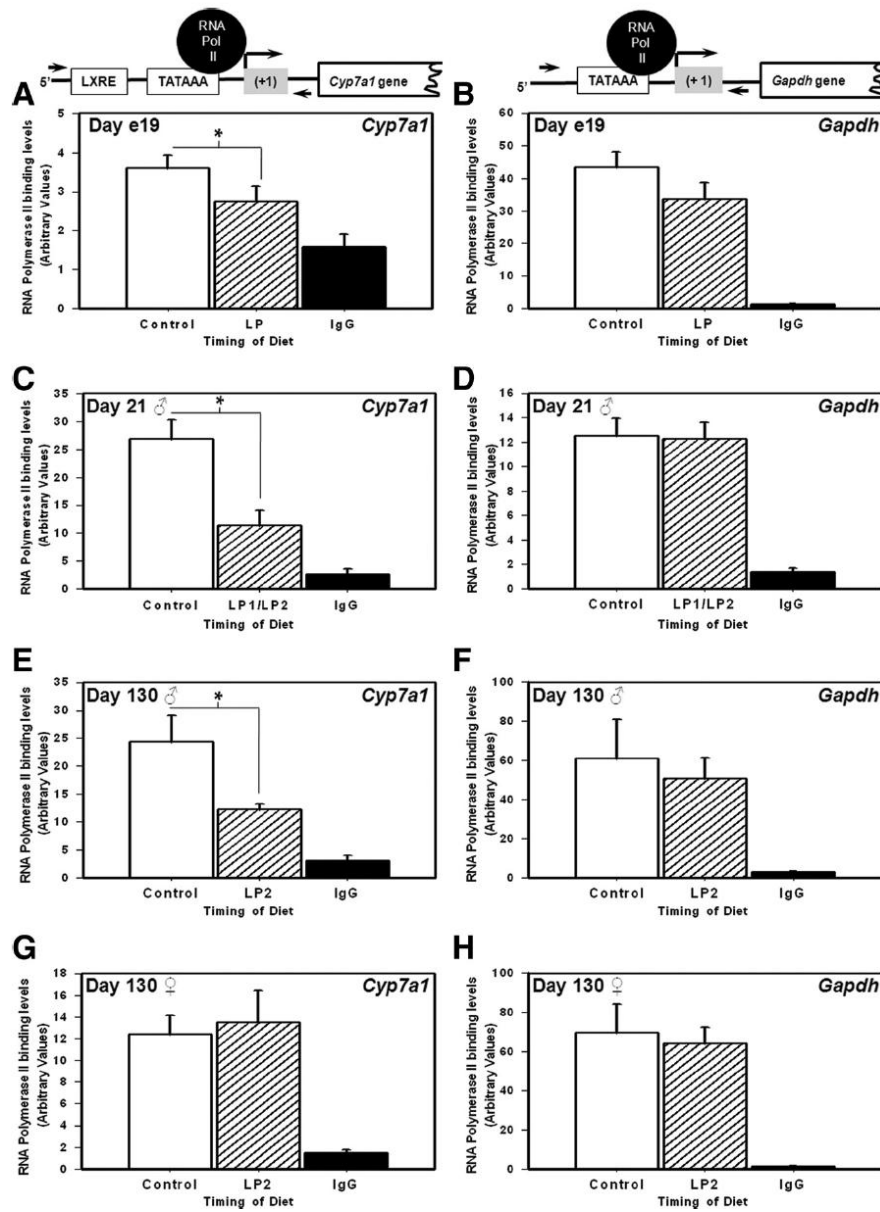 RNA
Pol
II
5'
LXRE
TATAAA
(+1)
Cyp7a1 gene
RNA
Pol
II
5'
TATAAA
(+ 1)
Gapdh gene
A
Day e19
Cyp7a1
*
RNA Polymerase II binding levels
(Arbitrary Values)
5
4
3
2
1
0
Control LP IgG
Timing of Diet
B
Day e19
Gapdh
RNA Polymerase II binding levels
(Arbitrary Values)
60
50
40
30
20
10
0
Control LP IgG
Timing of Diet
C
Day 21 ♂
Cyp7a1
*
RNA Polymerase II binding levels
(Arbitrary Values)
35
30
25
20
15
10
5
0
Control LP1/LP2 IgG
Timing of Diet
D
Day 21 ♂
Gapdh
RNA Polymerase II binding levels
(Arbitrary Values)
16
14
12
10
8
6
4
2
0
Control LP1/LP2 IgG
Timing of Diet
E
Day 130 ♂
Cyp7a1
*
RNA Polymerase II binding levels
(Arbitrary Values)
35
30
25
20
15
10
5
0
Control LP2 IgG
Timing of Diet
F
Day 130 ♂
Gapdh
RNA Polymerase II binding levels
(Arbitrary Values)
100
80
60
40
20
0
Control LP2 IgG
Timing of Diet
G
Day 130 ♀
Cyp7a1
RNA Polymerase II binding levels
(Arbitrary Values)
18
16
14
12
10
8
6
4
2
0
Control LP2 IgG
Timing of Diet
H
Day 130 ♀
Gapdh
RNA Polymerase II binding levels
(Arbitrary Values)
100
80
60
40
20
0
Control LP2 IgG
Timing of Diet